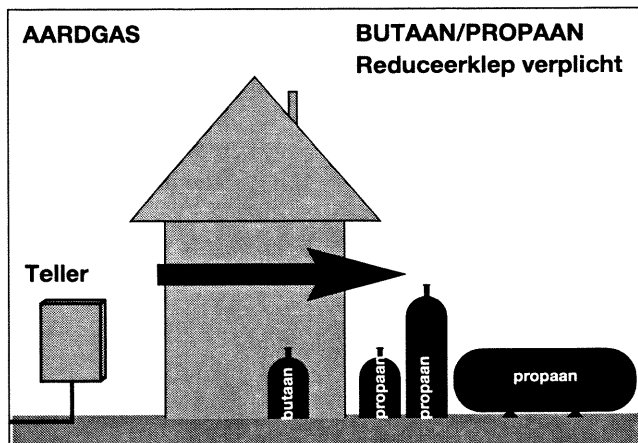 AARDGAS
BUTAAN/PROPAAN
Reduceerklep verplicht
Teller
butaan
propaan
propaan
propaan